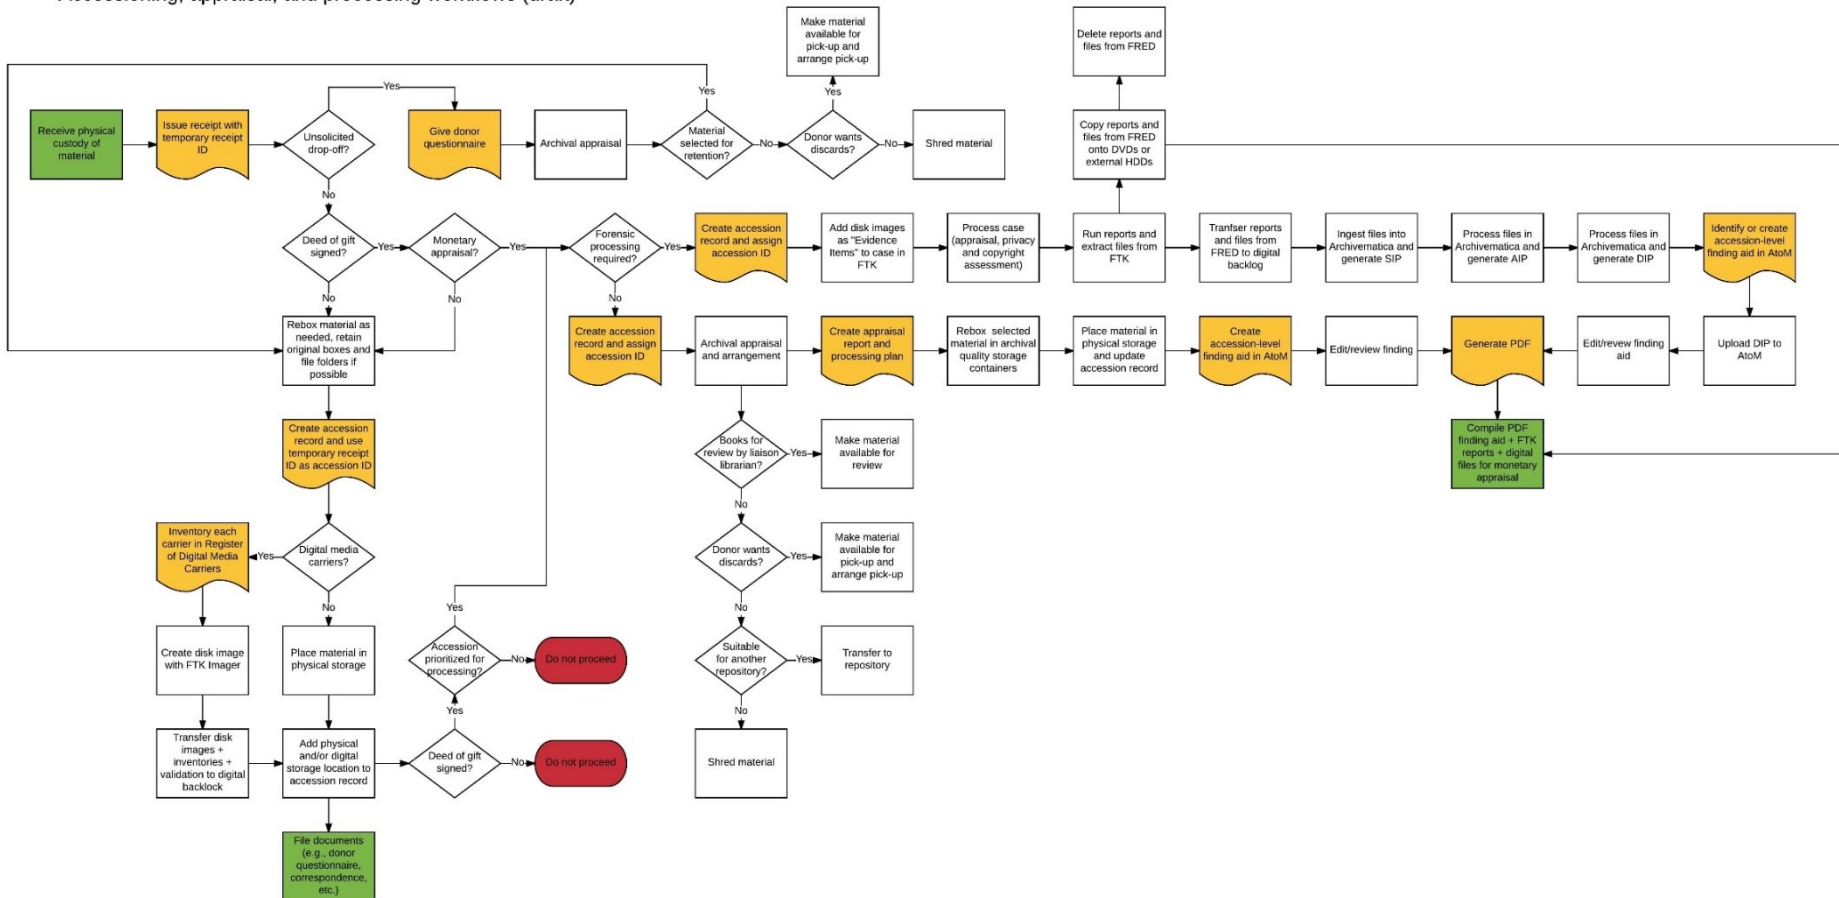 Accessioning, appraisal, and processing workflows (draft)
Make material
available for
pick-up and
arrange pick-up
Delete reports and
files from FRED
Yes
Yes
Yes
Receive physical
custody of
material
Issue receipt with
temporary receipt
ID
Unsolicited
drop-off?
Give donor
questionnaire
Archival appraisal
Material
selected for
retention?
No
Donor wants
discards?
No
Shred material
Copy reports and
files from FRED
onto DVDs or
external HDDs
No
Deed of gift
signed?
Yes
Monetary
appraisal?
Yes
Forensic
processing
required?
Yes
Create accession
record and assign
accession ID
Add disk images
as "Evidence
Items" to case in
FTK
Process case
(appraisal, privacy
and copyright
assessment)
Run reports and
extract files from
FTK
Tranfser reports
and files from
FRED to digital
backlog
Ingest files into
Archivematica and
generate SIP
Process files in
Archivematica and
generate AIP
Process files in
Archivematica and
generate DIP
Identify or create
accession-level
finding aid in AtoM
No
No
No
Rebox material as
needed, retain
original boxes and
file folders if
possible
Create accession
record and assign
accession ID
Archival appraisal
and arrangement
Create appraisal
report and
processing plan
Rebox selected
material in archival
quality storage
containers
Place material in
physical storage
and update
accession record
Create
accession-level
finding aid in AtoM
Edit/review finding
Generate PDF
Edit/revew finding
aid
Upload DIP to
AtoM
Create accession
record and use
temporary receipt
ID as accession ID
Books for
review by liaison
librarian?
Yes
Make material
available for
review
Compile PDF
finding aid + FTK
reports + digital
files for monetary
appraisal
No
Inventory each
carrier in Register
of Digital Media
Carriers
Yes
Digital media
carriers?
Donor wants
discards?
Yes
Make material
available for
pick-up and
arrange pick-up
No
Yes
No
Create disk image
with FTK Imager
Place material in
physical storage
Accession
prioritized for
processing?
No
Do not proceed
Suitable
for another
repository?
Yes
Transfer to
repository
Yes
No
Transfer disk
images +
inventories +
validation to digital
backlock
Add physical
and/or digital
storage location to
accession record
Deed of gift
signed?
No
Do not proceed
Shred material
File documents
(e.g., donor
questionnaire,
correspondence,
etc.)